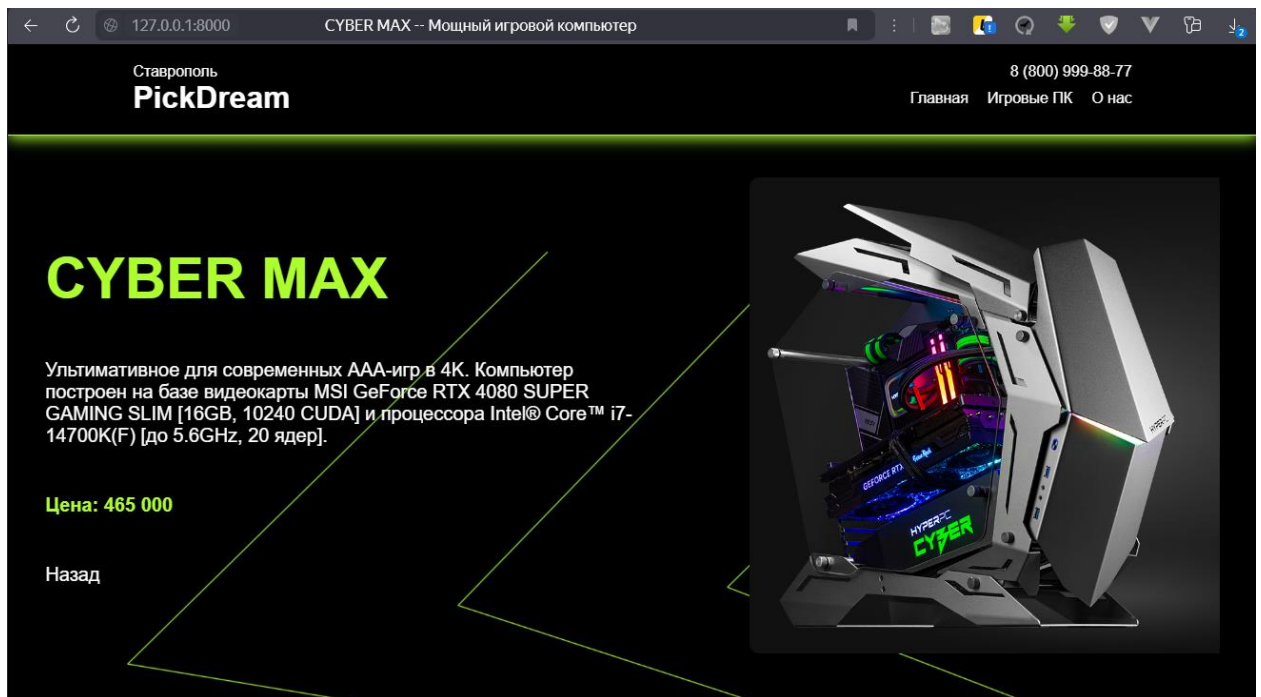 127.0.0.1:8000
CYBER MAX -- Мощный игровой компьютер
2
Ставрополь
PickDream
8 (800) 999-88-77
Главная Игровые ПК О нас
CYBER MAX
Ультимативное для современных ААА-игр в 4К. Компьютер
построен на базе видеокарты MSI GeForce RTX 4080 SUPER
GAMING SLIM [16GB, 10240 CUDA] и процессора Intel® Core™ i7-
14700K(F) [до 5.6GHz, 20 ядер].
Цена: 465 000
Назад
GEFORCE RTX
HYPERPC
CYBER
HYPERPC